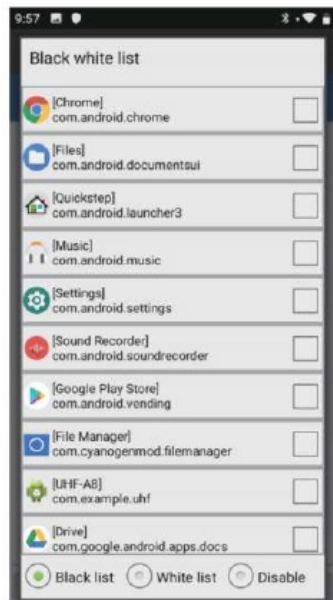 9:57
Black white list
[Chrome]
com.android.chrome
[Files]
com.android.documentsui
[Quickstep]
com.android.launcher3
[Music]
com.android.music
[Settings]
com.android.settings
[Sound Recorder]
com.android.soundrecorder
[Google Play Store]
com.android.vending
[File Manager]
com.cyanogenmod.filemanager
[UHF-A8]
com.example.uhf
[Drive]
com.google.android.apps.docs
Black list White list Disable